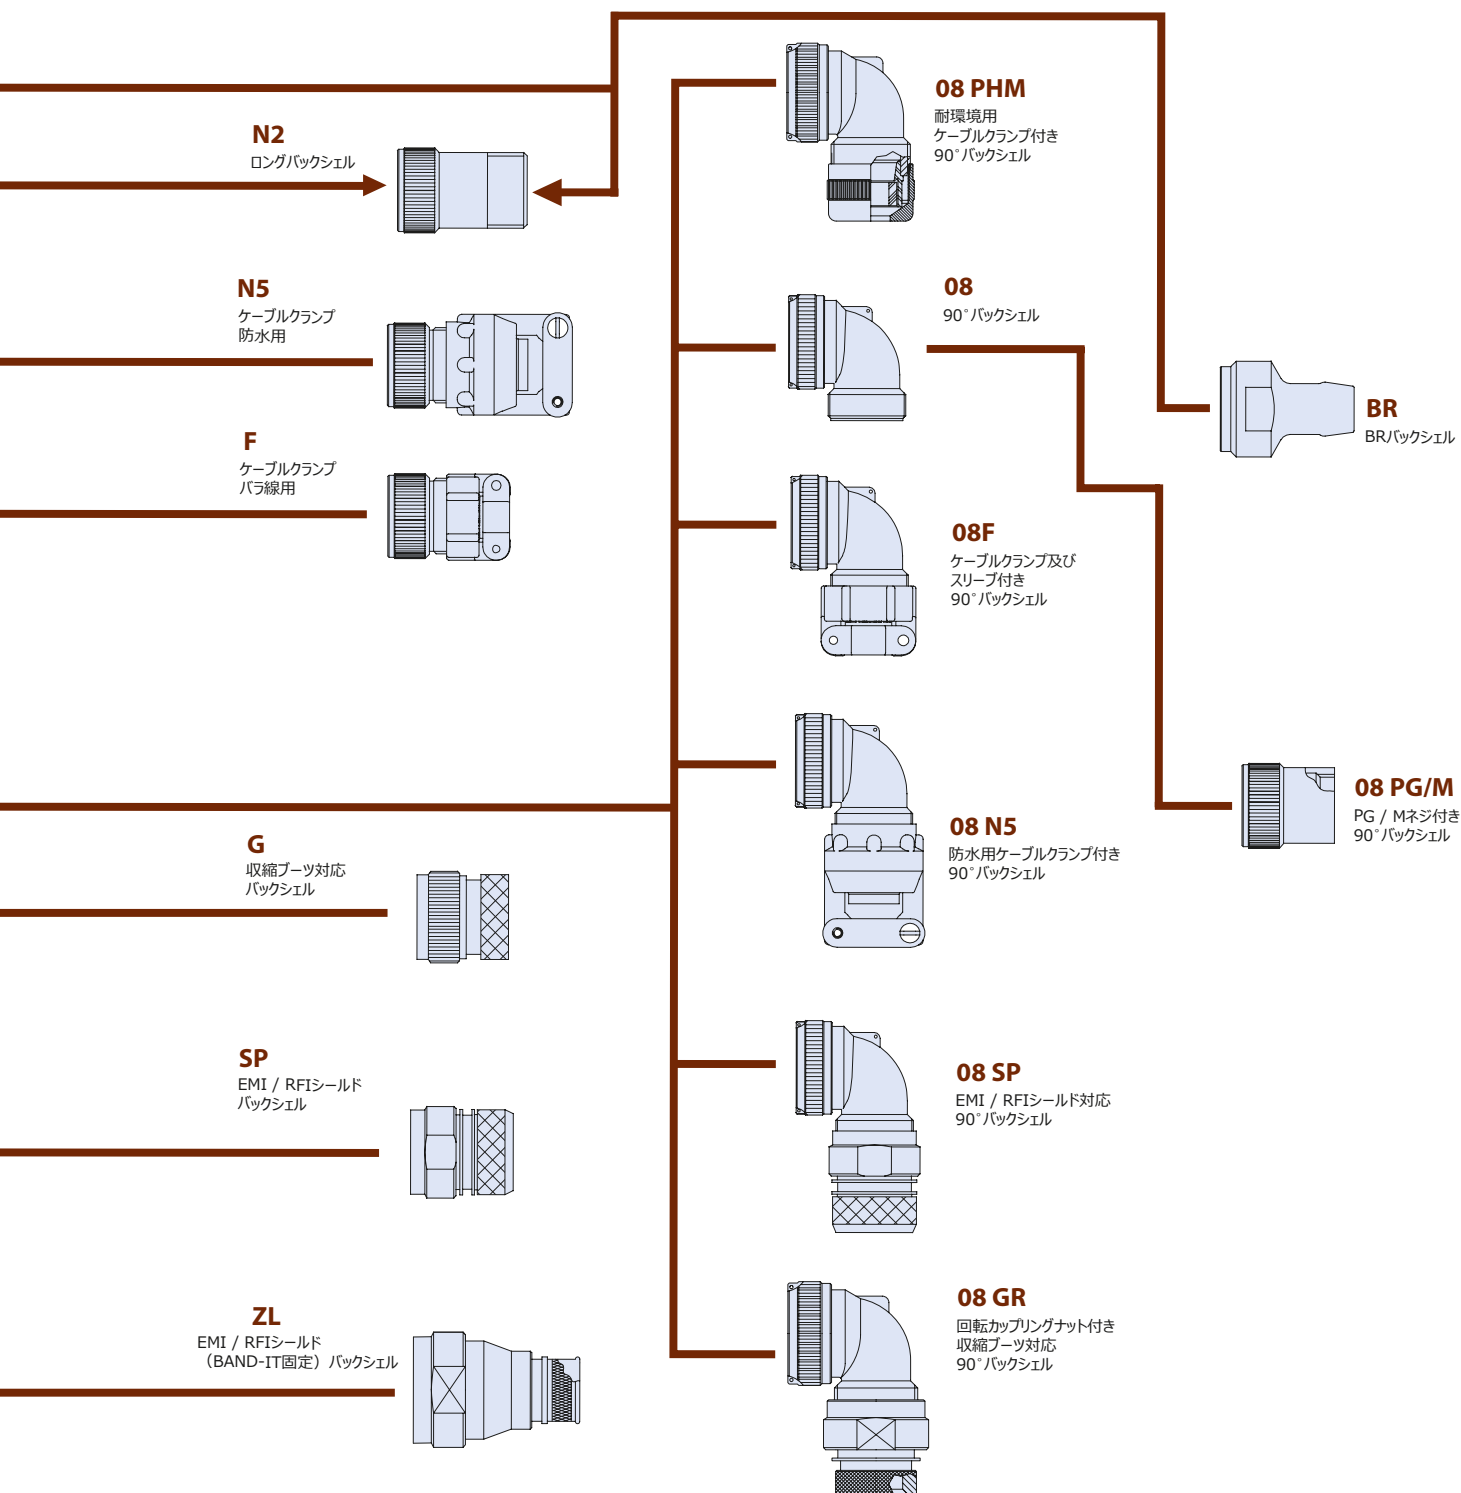 N2
ロングバックシェル
N5
ケーブルクランプ
防水用
F
ケーブルクランプ
バラ線用
G
収縮ブーツ対応
バックシェル
SP
EMI / RFIシールド
バックシェル
ZL
EMI / RFIシールド
（BAND-IT固定）バックシェル
08 PHM
耐環境用
ケーブルクランプ付き
90°バックシェル
08
90°バックシェル
08F
ケーブルクランプ及び
スリーブ付き
90°バックシェル
08 N5
防水用ケーブルクランプ付き
90°バックシェル
08 SP
EMI / RFIシールド対応
90°バックシェル
08 GR
回転カップリングナット付き
収縮ブーツ対応
90°バックシェル
BR
BRバックシェル
08 PG/M
PG / Mネジ付き
90°バックシェル